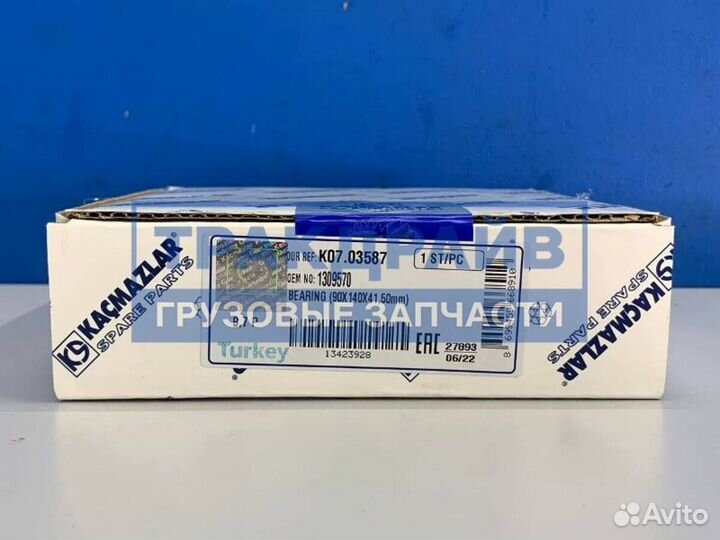 ТРАКДРАЙВ
ГРУЗОВЫЕ ЗАПЧАСТИ
KAÇMAZLAR
SPARE PARTS
OUR REF: K07.03587
1 ST/PC
OEM NO: 1309570
BEARING (90X140X41.50mm)
Turkey
13423928
EAC
27893
06/22
KAÇMAZLAR
SPARE PARTS
Avito